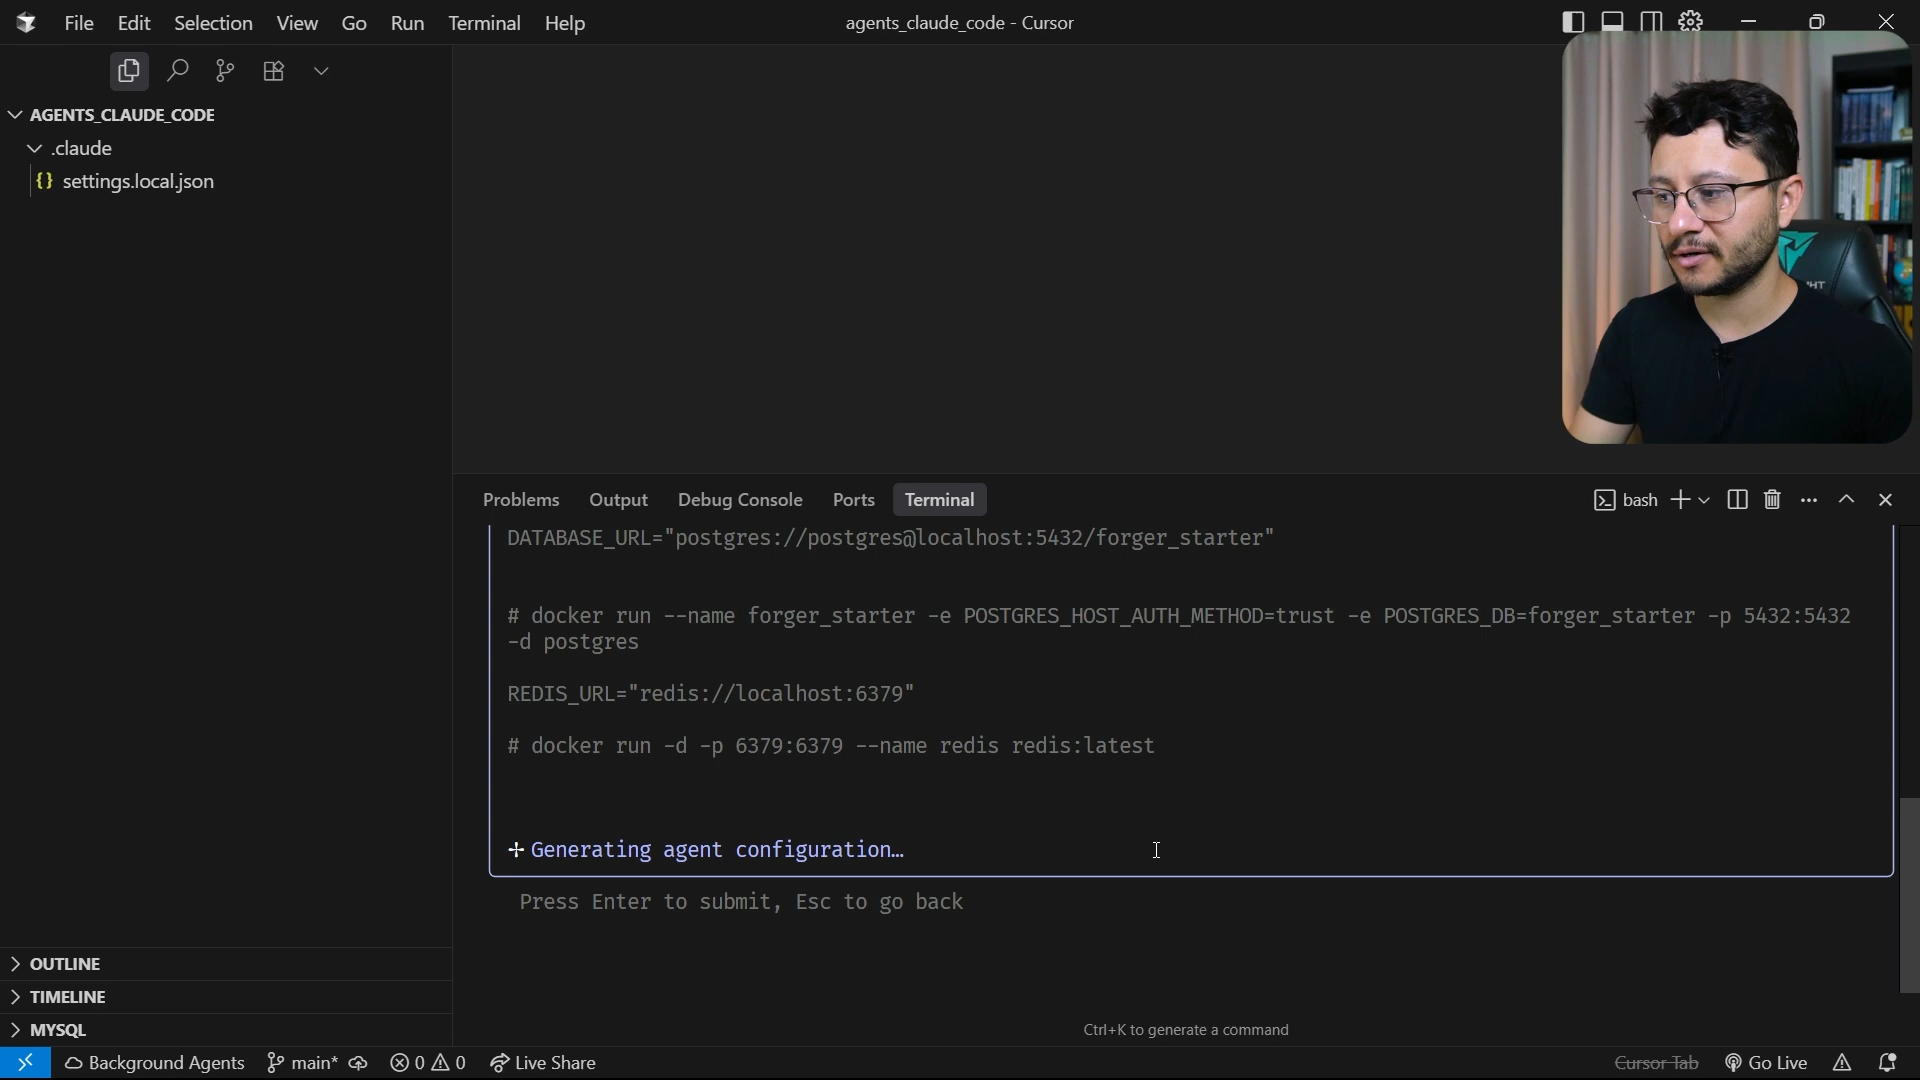 File Edit Selection View Go Run Terminal Help
agents_claude_code - Cursor
AGENTS_CLAUDE_CODE
.claude
{} settings.local.json
Problems Output Debug Console Ports Terminal
bash
DATABASE_URL="postgres://postgres@localhost:5432/forger_starter"
# docker run --name forger_starter -e POSTGRES_HOST_AUTH_METHOD=trust -e POSTGRES_DB=forger_starter -p 5432:5432
-d postgres
REDIS_URL="redis://localhost:6379"
# docker run -d -p 6379:6379 --name redis redis:latest
Generating agent configuration…
Press Enter to submit, Esc to go back
Ctrl+K to generate a command
OUTLINE
TIMELINE
MYSQL
Background Agents main* 0 0 Live Share
Cursor Tab Go Live